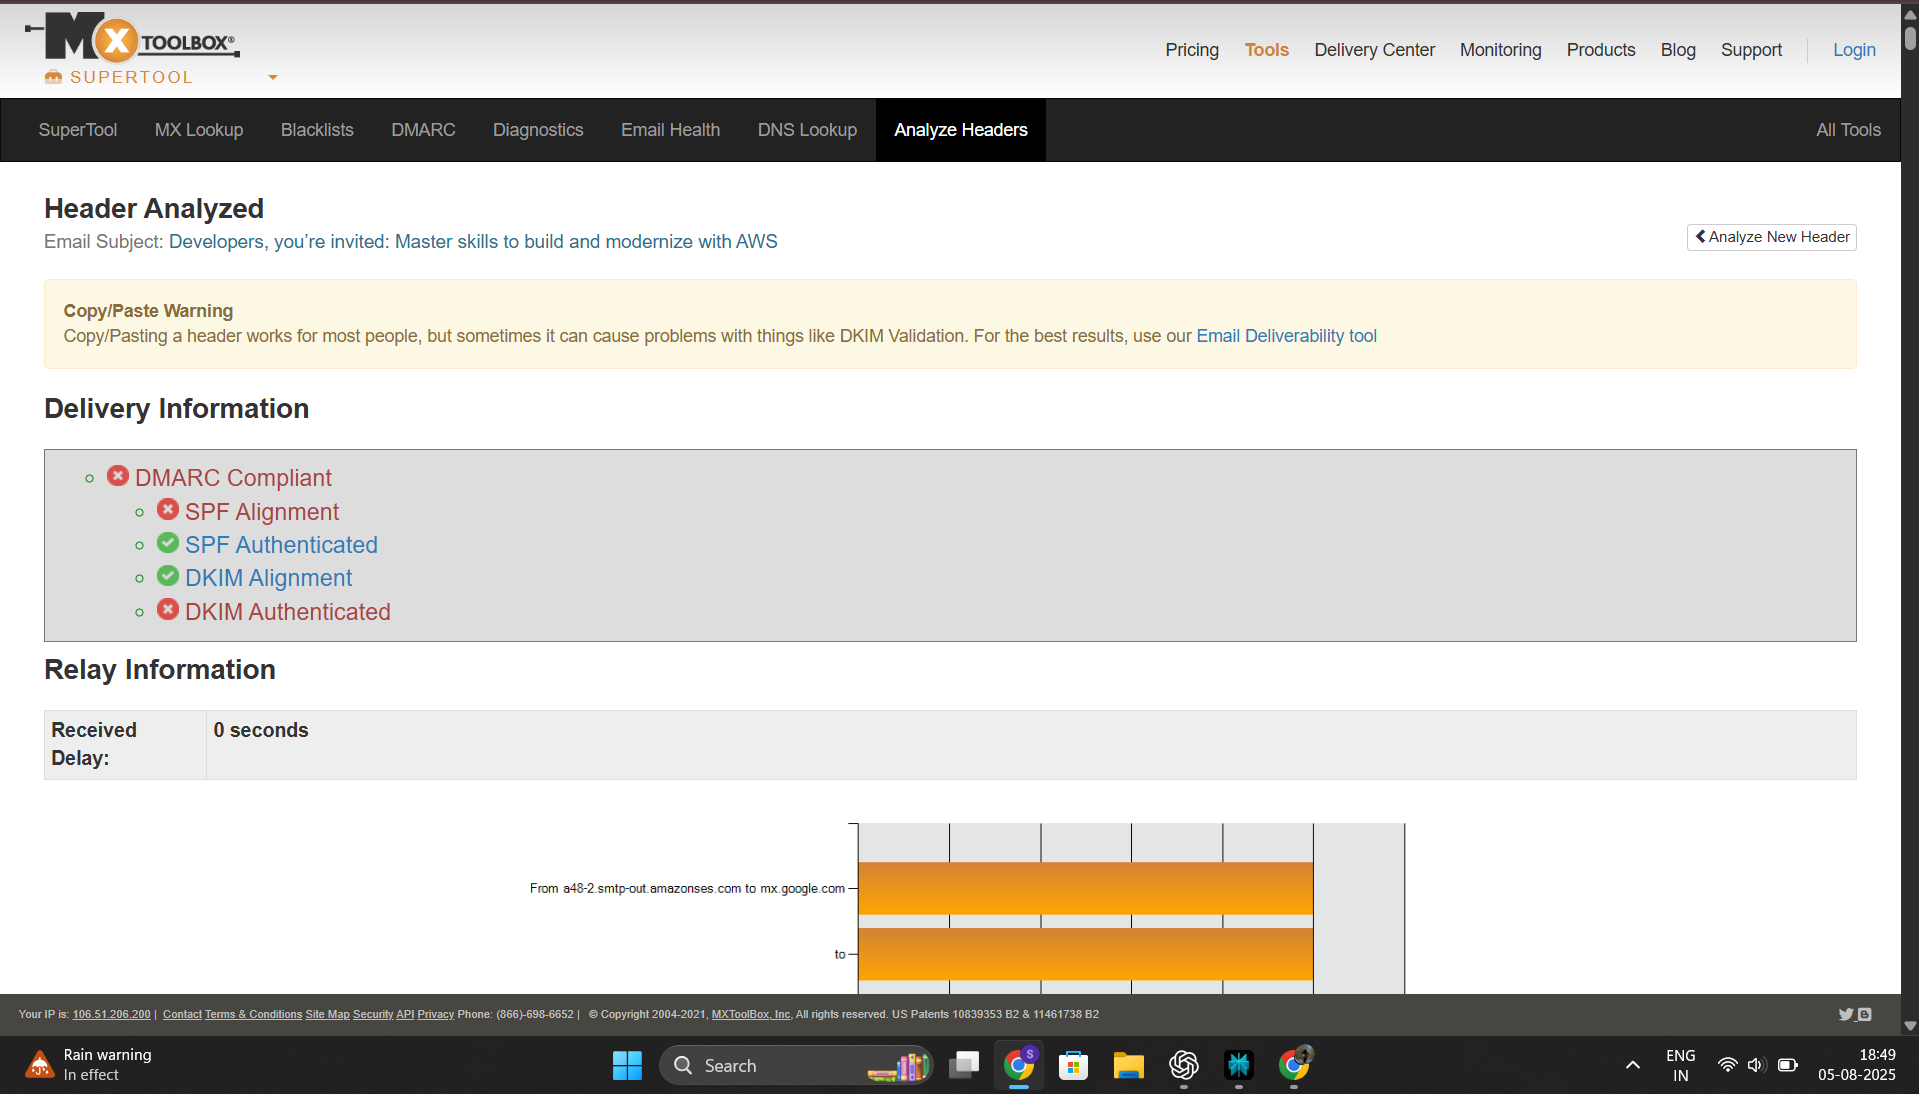 MX TOOLBOX®
SUPERTOOL
Pricing Tools Delivery Center Monitoring Products Blog Support Login
SuperTool MX Lookup Blacklists DMARC Diagnostics Email Health DNS Lookup Analyze Headers All Tools
Header Analyzed
Email Subject: Developers, you’re invited: Master skills to build and modernize with AWS
Analyze New Header
Copy/Paste Warning
Copy/Pasting a header works for most people, but sometimes it can cause problems with things like DKIM Validation. For the best results, use our Email Deliverability tool
Delivery Information
DMARC Compliant
SPF Alignment
SPF Authenticated
DKIM Alignment
DKIM Authenticated
Relay Information
Received Delay: 0 seconds
From a48-2.smtp-out.amazonses.com to mx.google.com
to
Your IP is: 106.51.206.200 | Contact Terms & Conditions Site Map Security API Privacy Phone: (866)-698-6652 | © Copyright 2004-2021, MXToolBox, Inc, All rights reserved. US Patents 10839353 B2 & 11461738 B2
Rain warning
In effect
Search
S
ENG
IN
18:49
05-08-2025